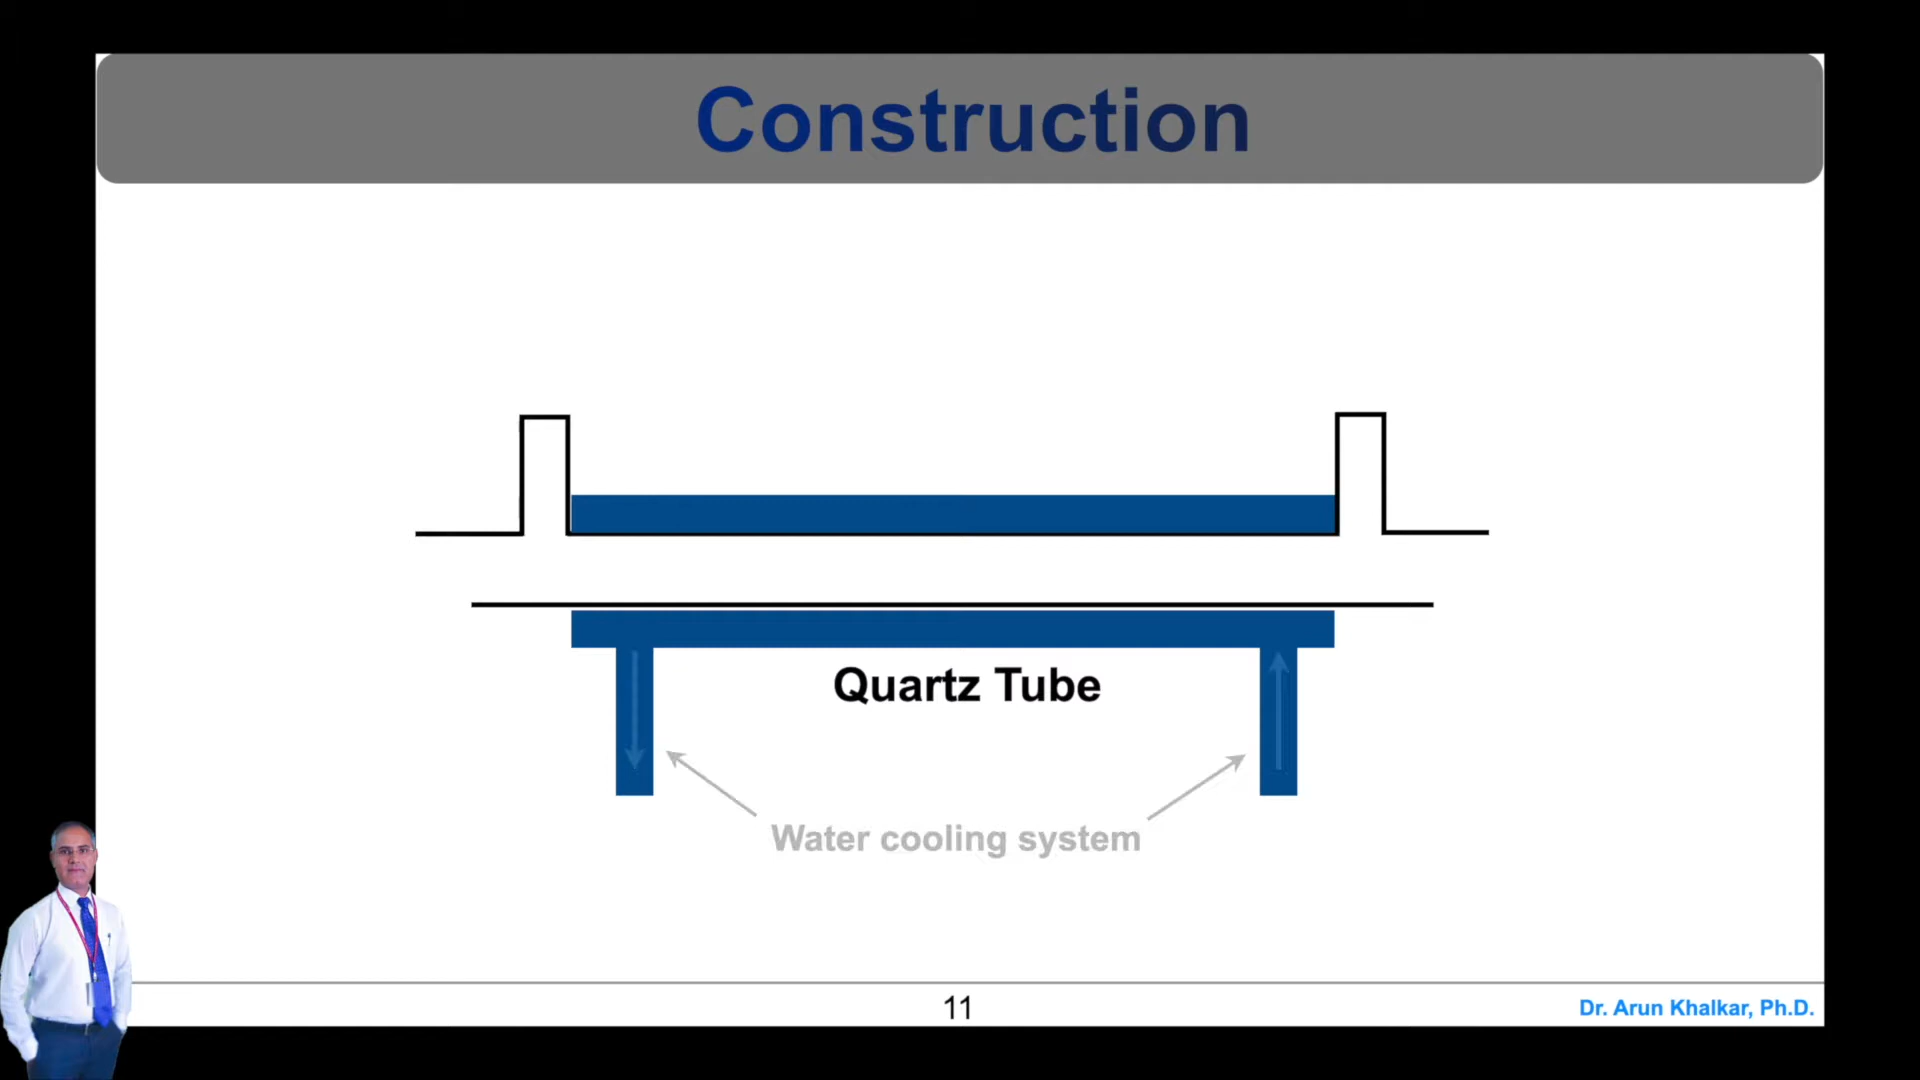 Construction
Quartz Tube
Water cooling system
11
Dr. Arun Khalkar, Ph.D.